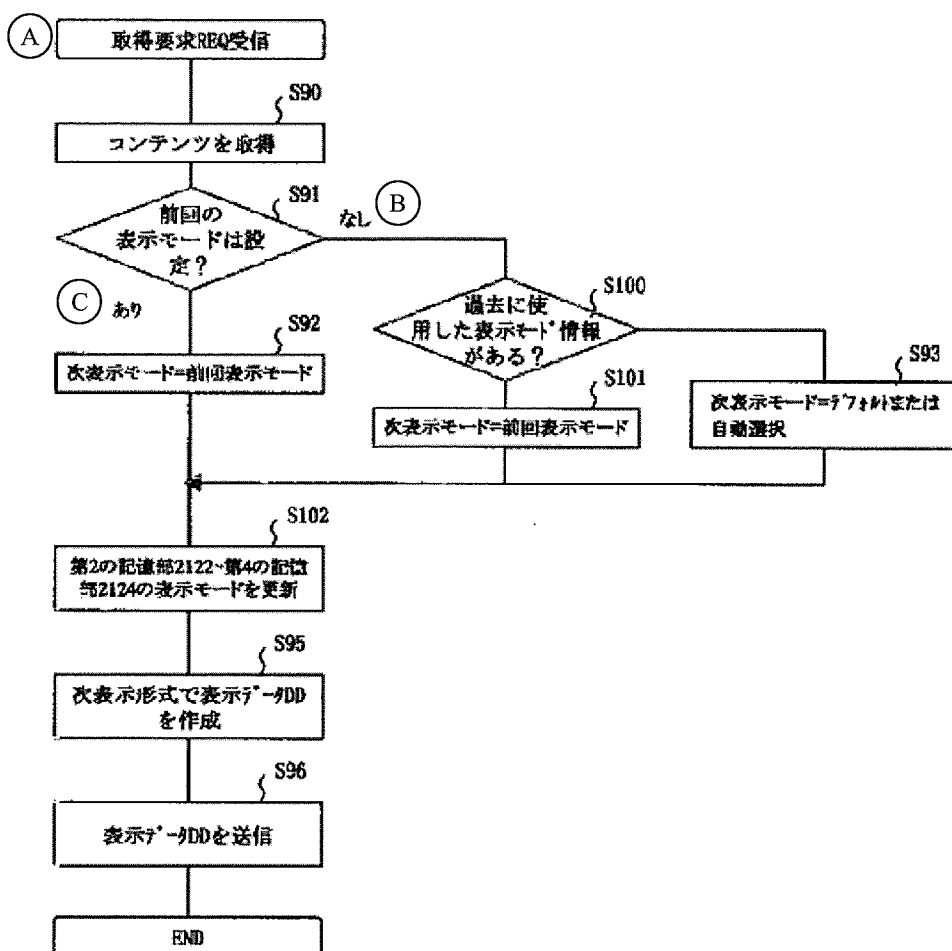 A
取得要求REQ受信
S90
コンテンツを取得
S91
前回の
表示モードは設
定？
なし
B
C
あり
S92
次表示モード=前回表示モード
S100
過去に使
用した表示ﾓｰﾄﾞ情報
がある？
S101
次表示モード=前回表示モード
S93
次表示モード=ﾃﾞﾌｫﾙﾄまたは
自動選択
S102
第2の記憶部2122~第4の記憶
部2124の表示モードを更新
S95
次表示形式で表示ﾃﾞｰﾀDD
を作成
S96
表示ﾃﾞｰﾀDDを送信
END